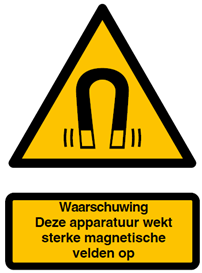 Waarschuwing
Deze apparatuur wekt
sterke magnetische
velden op